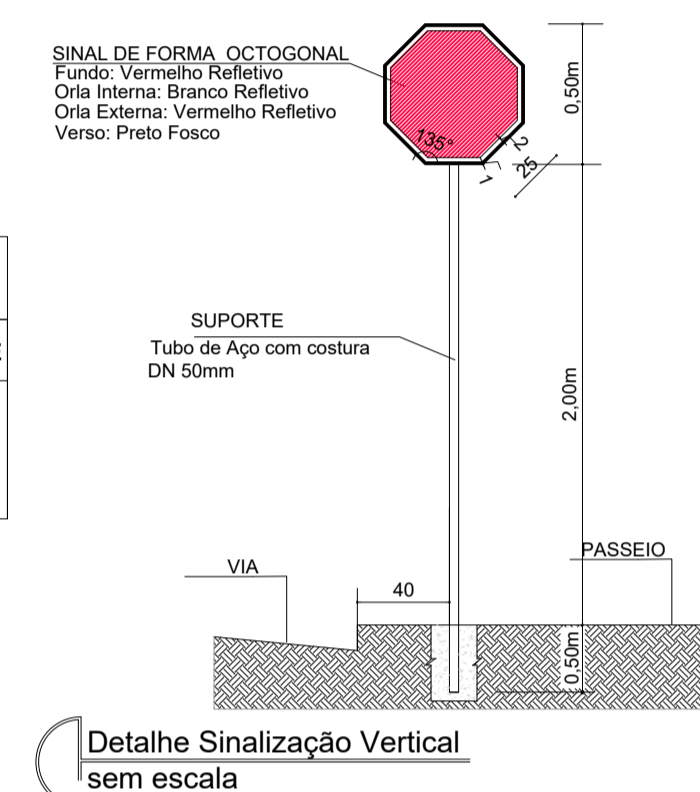 SINAL DE FORMA OCTOGONAL
Fundo: Vermelho Refletivo
Orla Interna: Branco Refletivo
Orla Externa: Vermelho Refletivo
Verso: Preto Fosco
0,50m
135°
2
25
1
SUPORTE
Tubo de Aço com costura
DN 50mm
2,00m
VIA
40
PASSEIO
0,50m
Detalhe Sinalização Vertical
sem escala